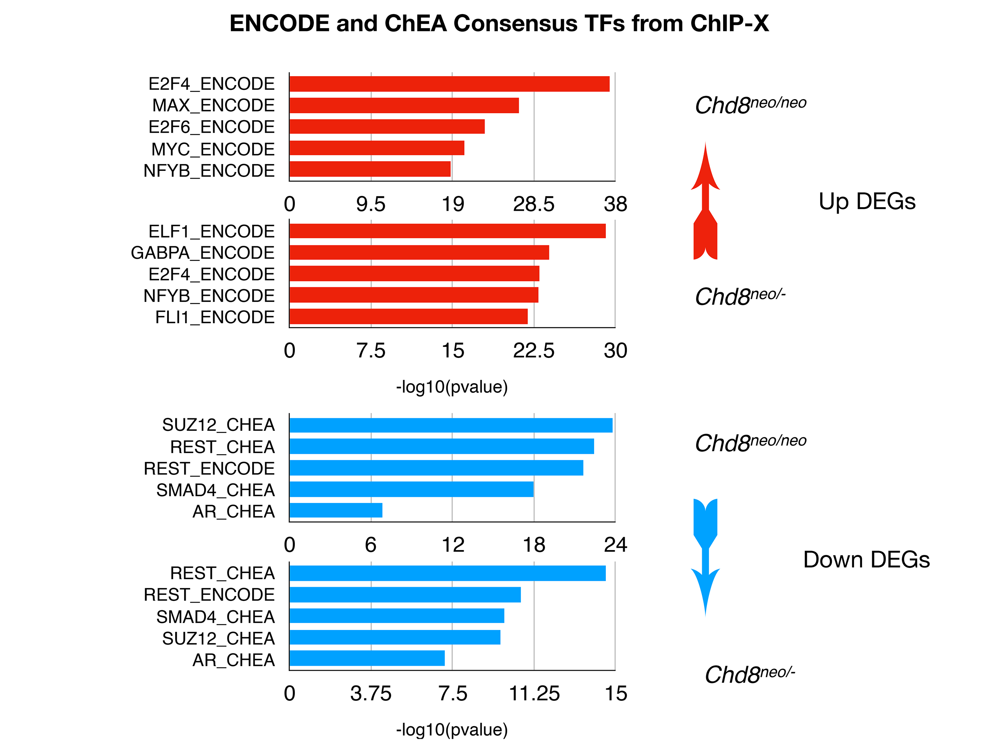 ENCODE and ChEA Consensus TFs from ChIP-X
E2F4_ENCODE
MAX_ENCODE
E2F6_ENCODE
MYC_ENCODE
NFYB_ENCODE
0 9.5 19 28.5 38
Chd8neo/neo
ELF1_ENCODE
GABPA_ENCODE
E2F4_ENCODE
NFYB_ENCODE
FLI1_ENCODE
0 7.5 15 22.5 30
-log10(pvalue)
Up DEGs
Chd8neo/-
SUZ12_CHEA
REST_CHEA
REST_ENCODE
SMAD4_CHEA
AR_CHEA
0 6 12 18 24
Chd8neo/neo
REST_CHEA
REST_ENCODE
SMAD4_CHEA
SUZ12_CHEA
AR_CHEA
0 3.75 7.5 11.25 15
-log10(pvalue)
Down DEGs
Chd8neo/-